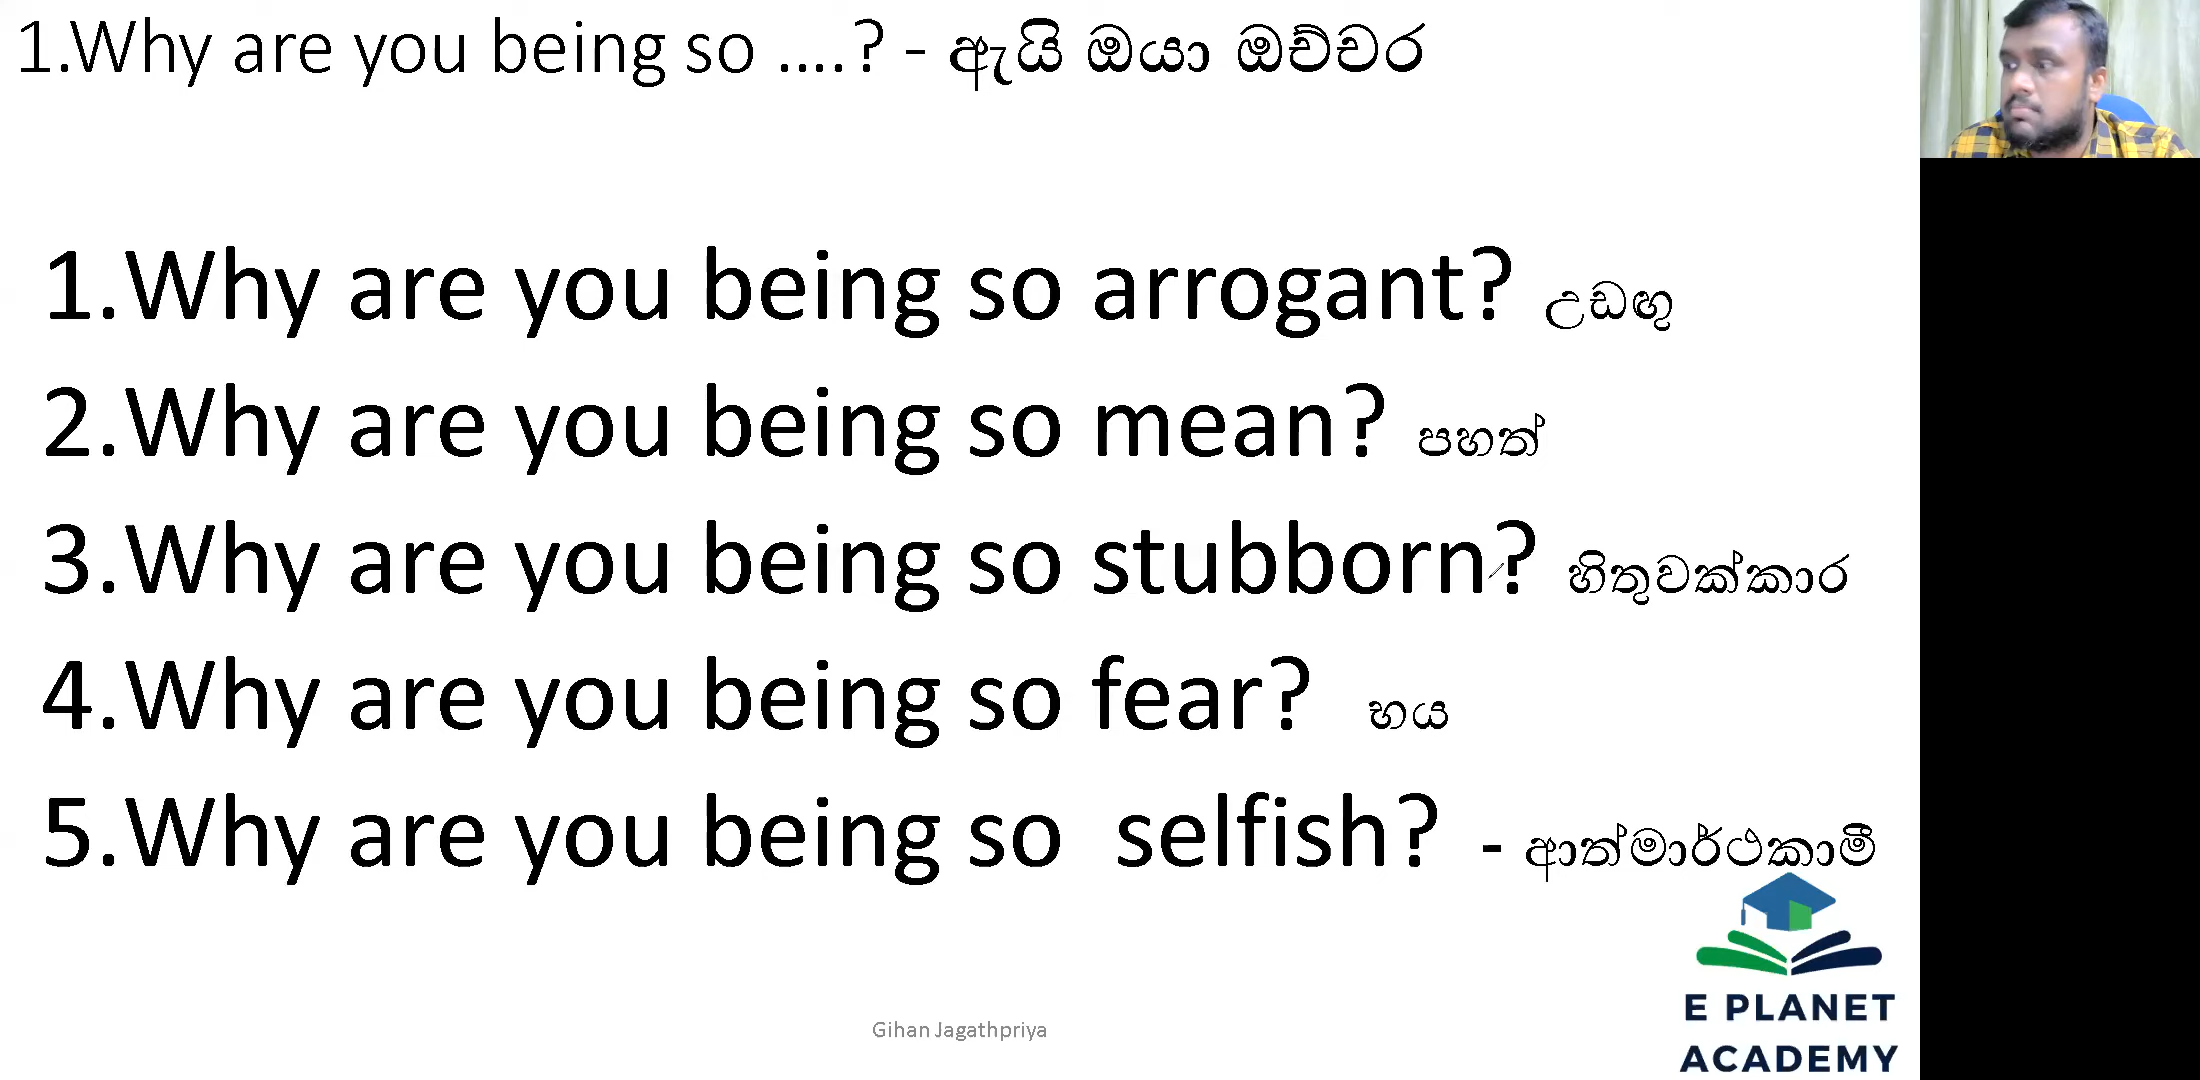 1.Why are you being so ....? - ඇයි ඔයා ඔච්චර
1.Why are you being so arrogant? උඩඟු
2.Why are you being so mean? පහත්
3.Why are you being so stubborn? හිතුවක්කාර
4.Why are you being so fear? භය
5.Why are you being so selfish? - ආත්මාර්ථකාමී
Gihan Jagathpriya
E PLANET
ACADEMY